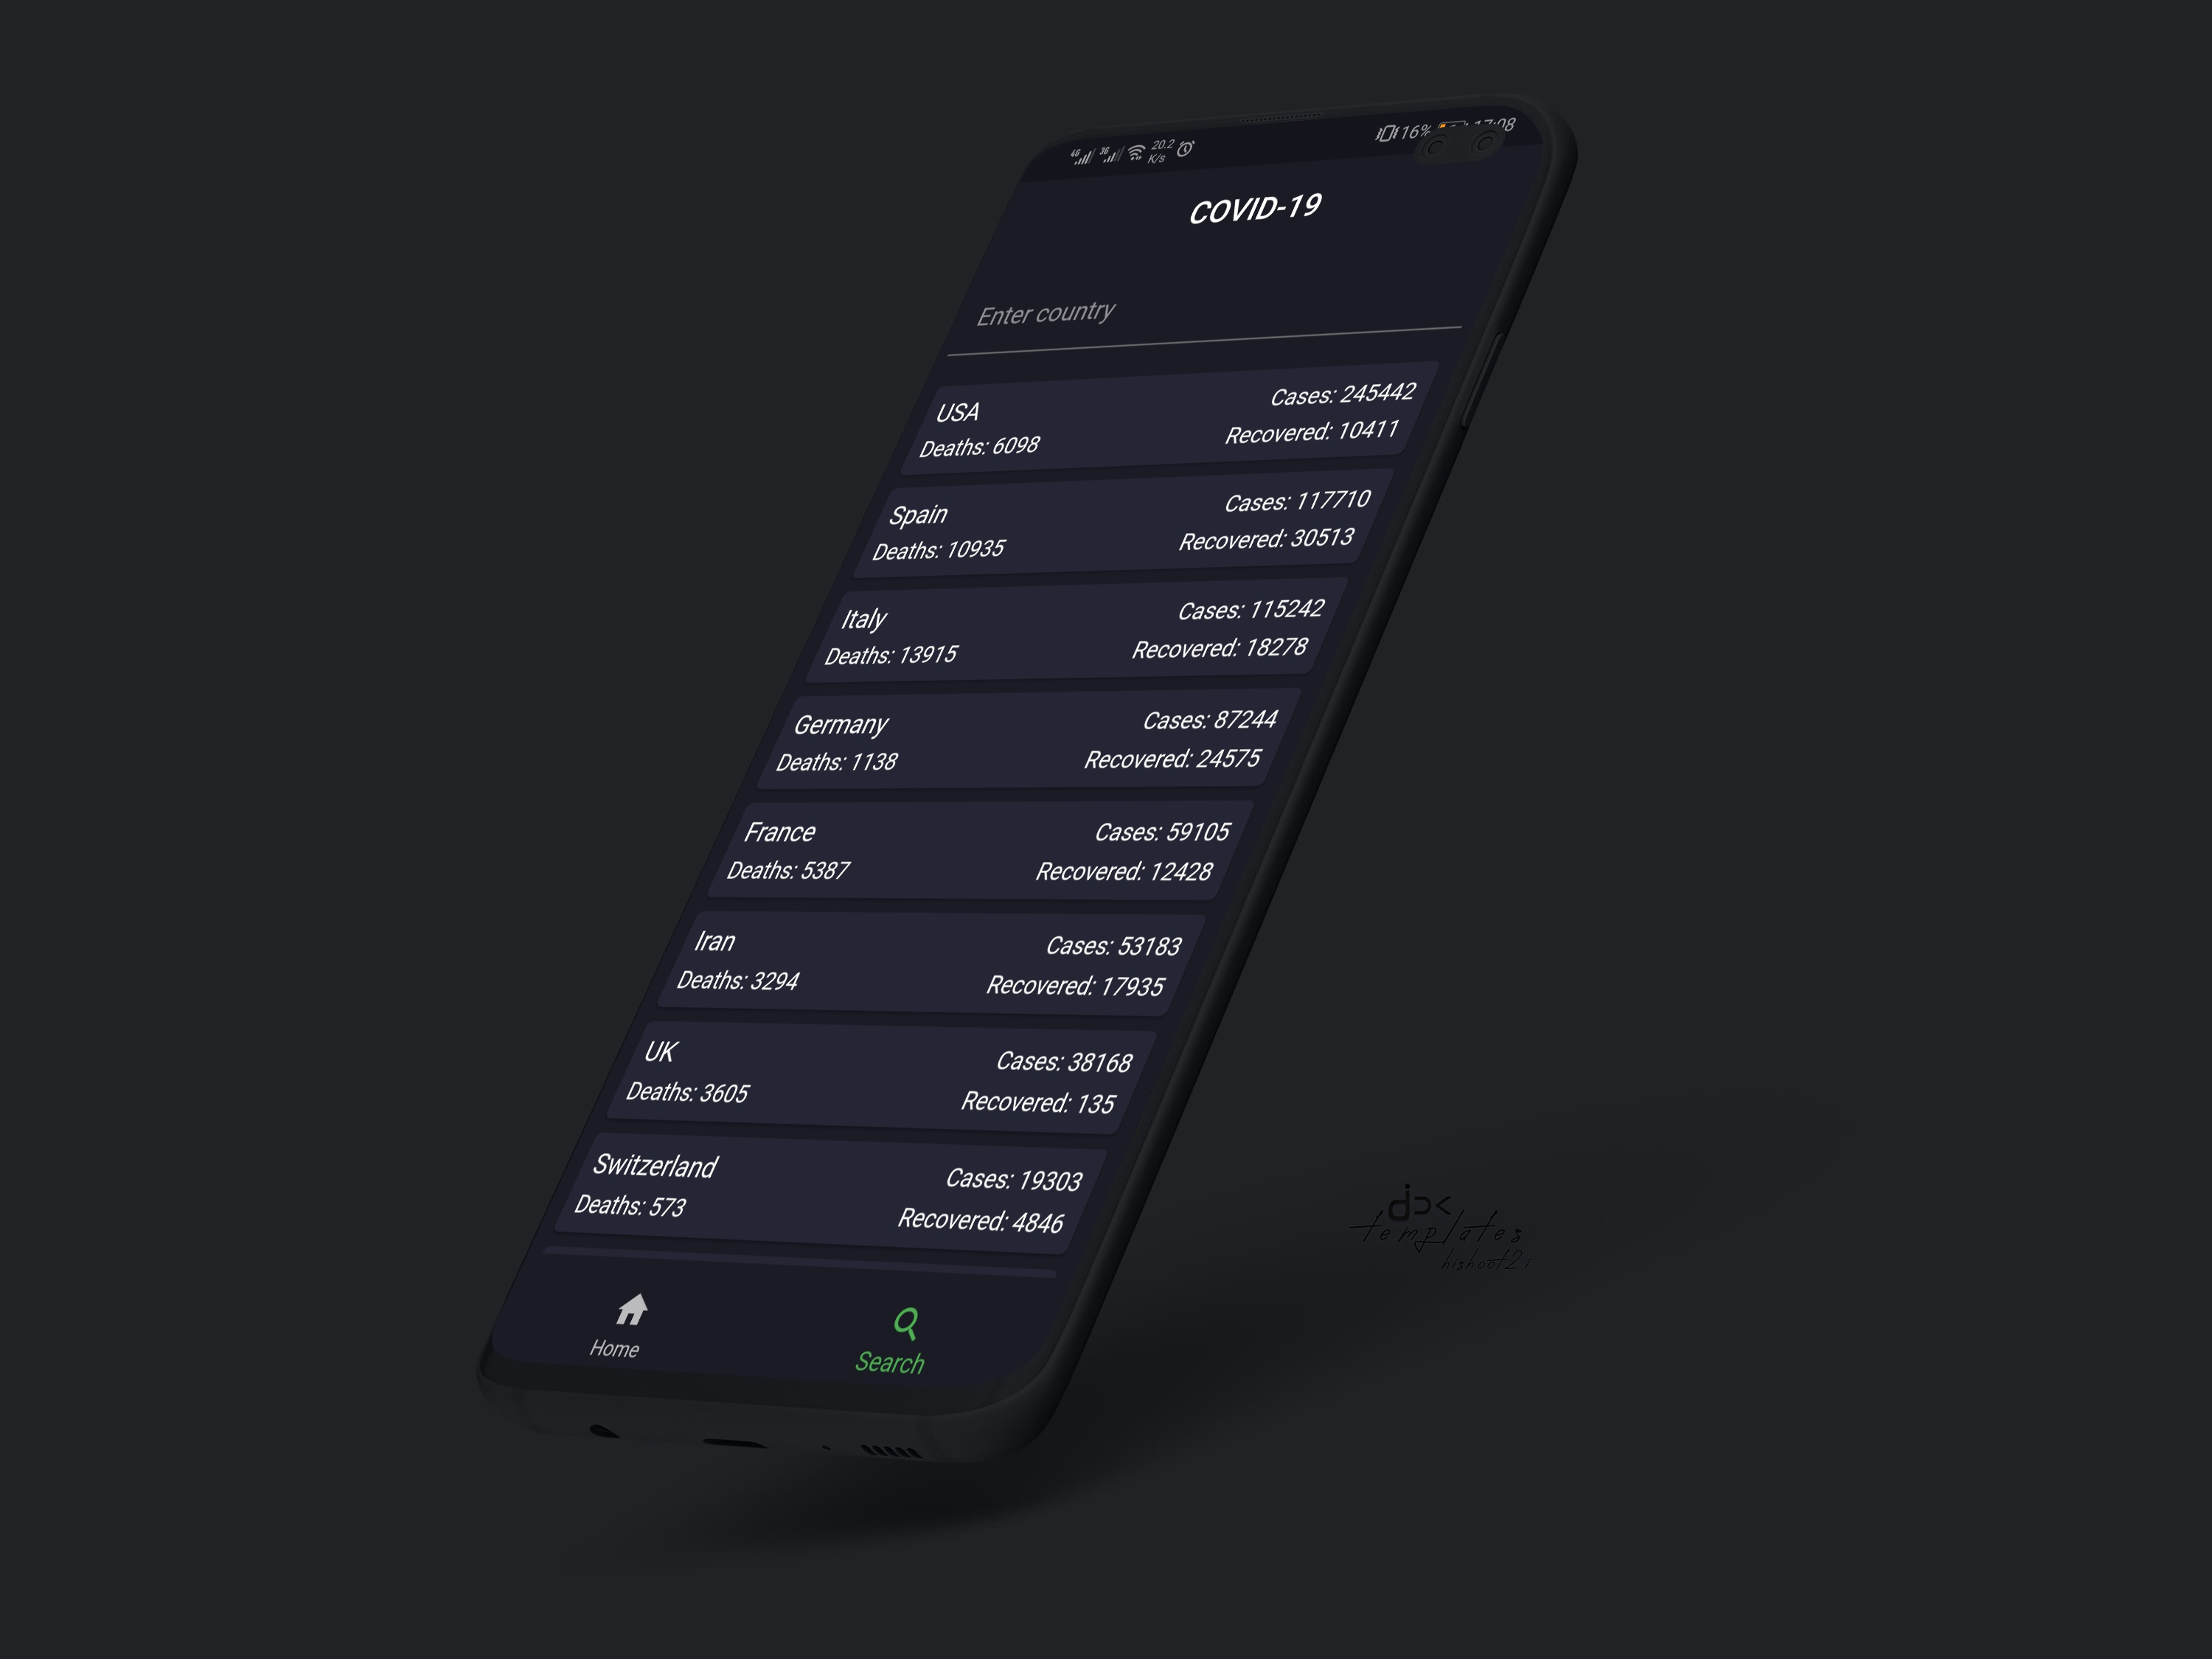 4G 3G 20.2 K/s 16% 17:08
COVID-19
Enter country
USA Cases: 245442
Deaths: 6098 Recovered: 10411
Spain Cases: 117710
Deaths: 10935 Recovered: 30513
Italy Cases: 115242
Deaths: 13915 Recovered: 18278
Germany Cases: 87244
Deaths: 1138 Recovered: 24575
France Cases: 59105
Deaths: 5387 Recovered: 12428
Iran Cases: 53183
Deaths: 3294 Recovered: 17935
UK Cases: 38168
Deaths: 3605 Recovered: 135
Switzerland Cases: 19303
Deaths: 573 Recovered: 4846
Home Search
templates
hishoot2i